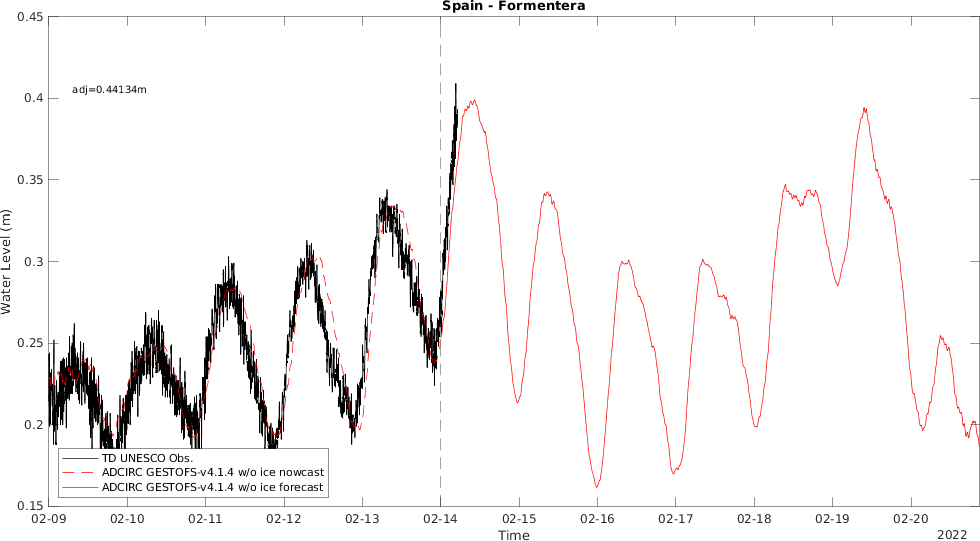 Spain - Formentera
0.45
0.4
0.35
0.3
0.25
0.2
0.15
Water Level (m)
adj=0.44134m
TD UNESCO Obs.
ADCIRC GESTOFS-v4.1.4 w/o ice nowcast
ADCIRC GESTOFS-v4.1.4 w/o ice forecast
02-09 02-10 02-11 02-12 02-13 02-14 02-15 02-16 02-17 02-18 02-19 02-20
Time
2022